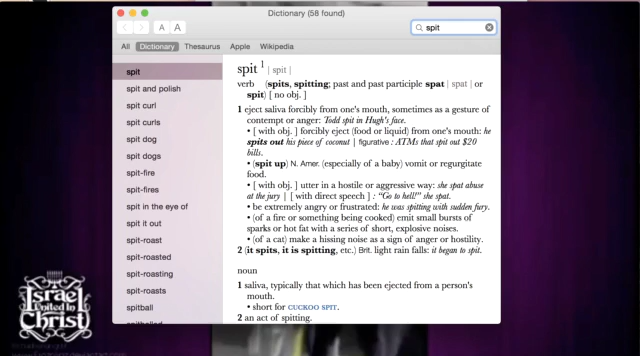 Dictionary (58 found)
A A
spit
All Dictionary Thesaurus Apple Wikipedia
spit
spit and polish
spit curl
spit curls
spit dog
spit dogs
spit-fire
spit-fires
spit in the eye of
spit it out
spit-roast
spit-roasted
spit-roasting
spit-roasts
spitball
spitballed
spit 1 | spit |
verb (spits, spitting; past and past participle spat | spat | or
spit) [ no obj. ]
1 eject saliva forcibly from one's mouth, sometimes as a gesture of
contempt or anger: Todd spit in Hugh's face.
• [ with obj. ] forcibly eject (food or liquid) from one's mouth: he
spits out his piece of coconut | figurative : ATMs that spit out $20
bills.
• (spit up) N. Amer. (especially of a baby) vomit or regurgitate
food.
• [ with obj. ] utter in a hostile or aggressive way: she spat abuse
at the jury | [ with direct speech ] : “Go to hell!” she spat.
• be extremely angry or frustrated: he was spitting with sudden fury.
• (of a fire or something being cooked) emit small bursts of
sparks or hot fat with a series of short, explosive noises.
• (of a cat) make a hissing noise as a sign of anger or hostility.
2 (it spits, it is spitting, etc.) Brit. light rain falls: it began to spit.
noun
1 saliva, typically that which has been ejected from a person's
mouth.
• short for CUCKOO SPIT.
2 an act of spitting.
Israel
United In
Christ